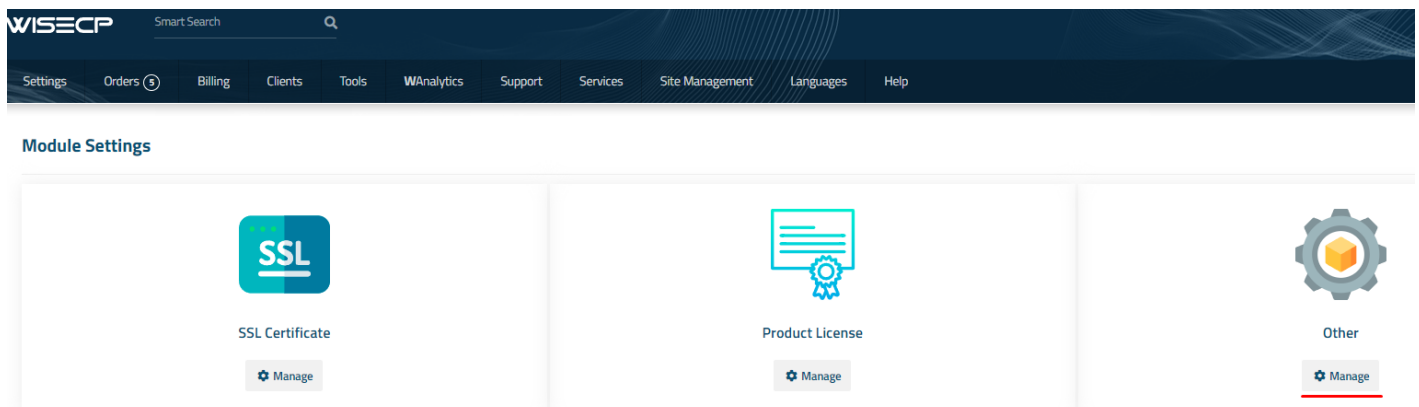 WISECP
Smart Search
Settings Orders 5 Billing Clients Tools WAnalytics Support Services Site Management Languages Help
Module Settings
SSL
SSL Certificate Product License Other
Manage Manage Manage